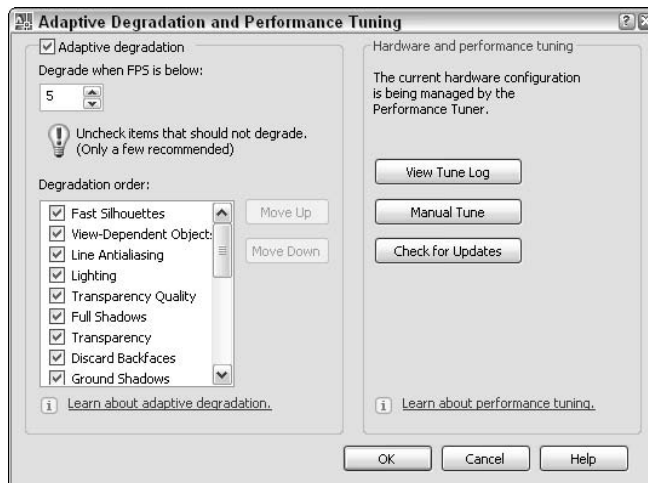 Adaptive Degradation and Performance Tuning
Adaptive degradation
Degrade when FPS is below:
5
Uncheck items that should not degrade.
(Only a few recommended)
Degradation order:
Fast Silhouettes
View-Dependent Object:
Line Antialiasing
Lighting
Transparency Quality
Full Shadows
Transparency
Discard Backfaces
Ground Shadows
Move Up
Move Down
Learn about adaptive degradation.
Hardware and performance tuning
The current hardware configuration
is being managed by the
Performance Tuner.
View Tune Log
Manual Tune
Check for Updates
Learn about performance tuning.
OK
Cancel
Help